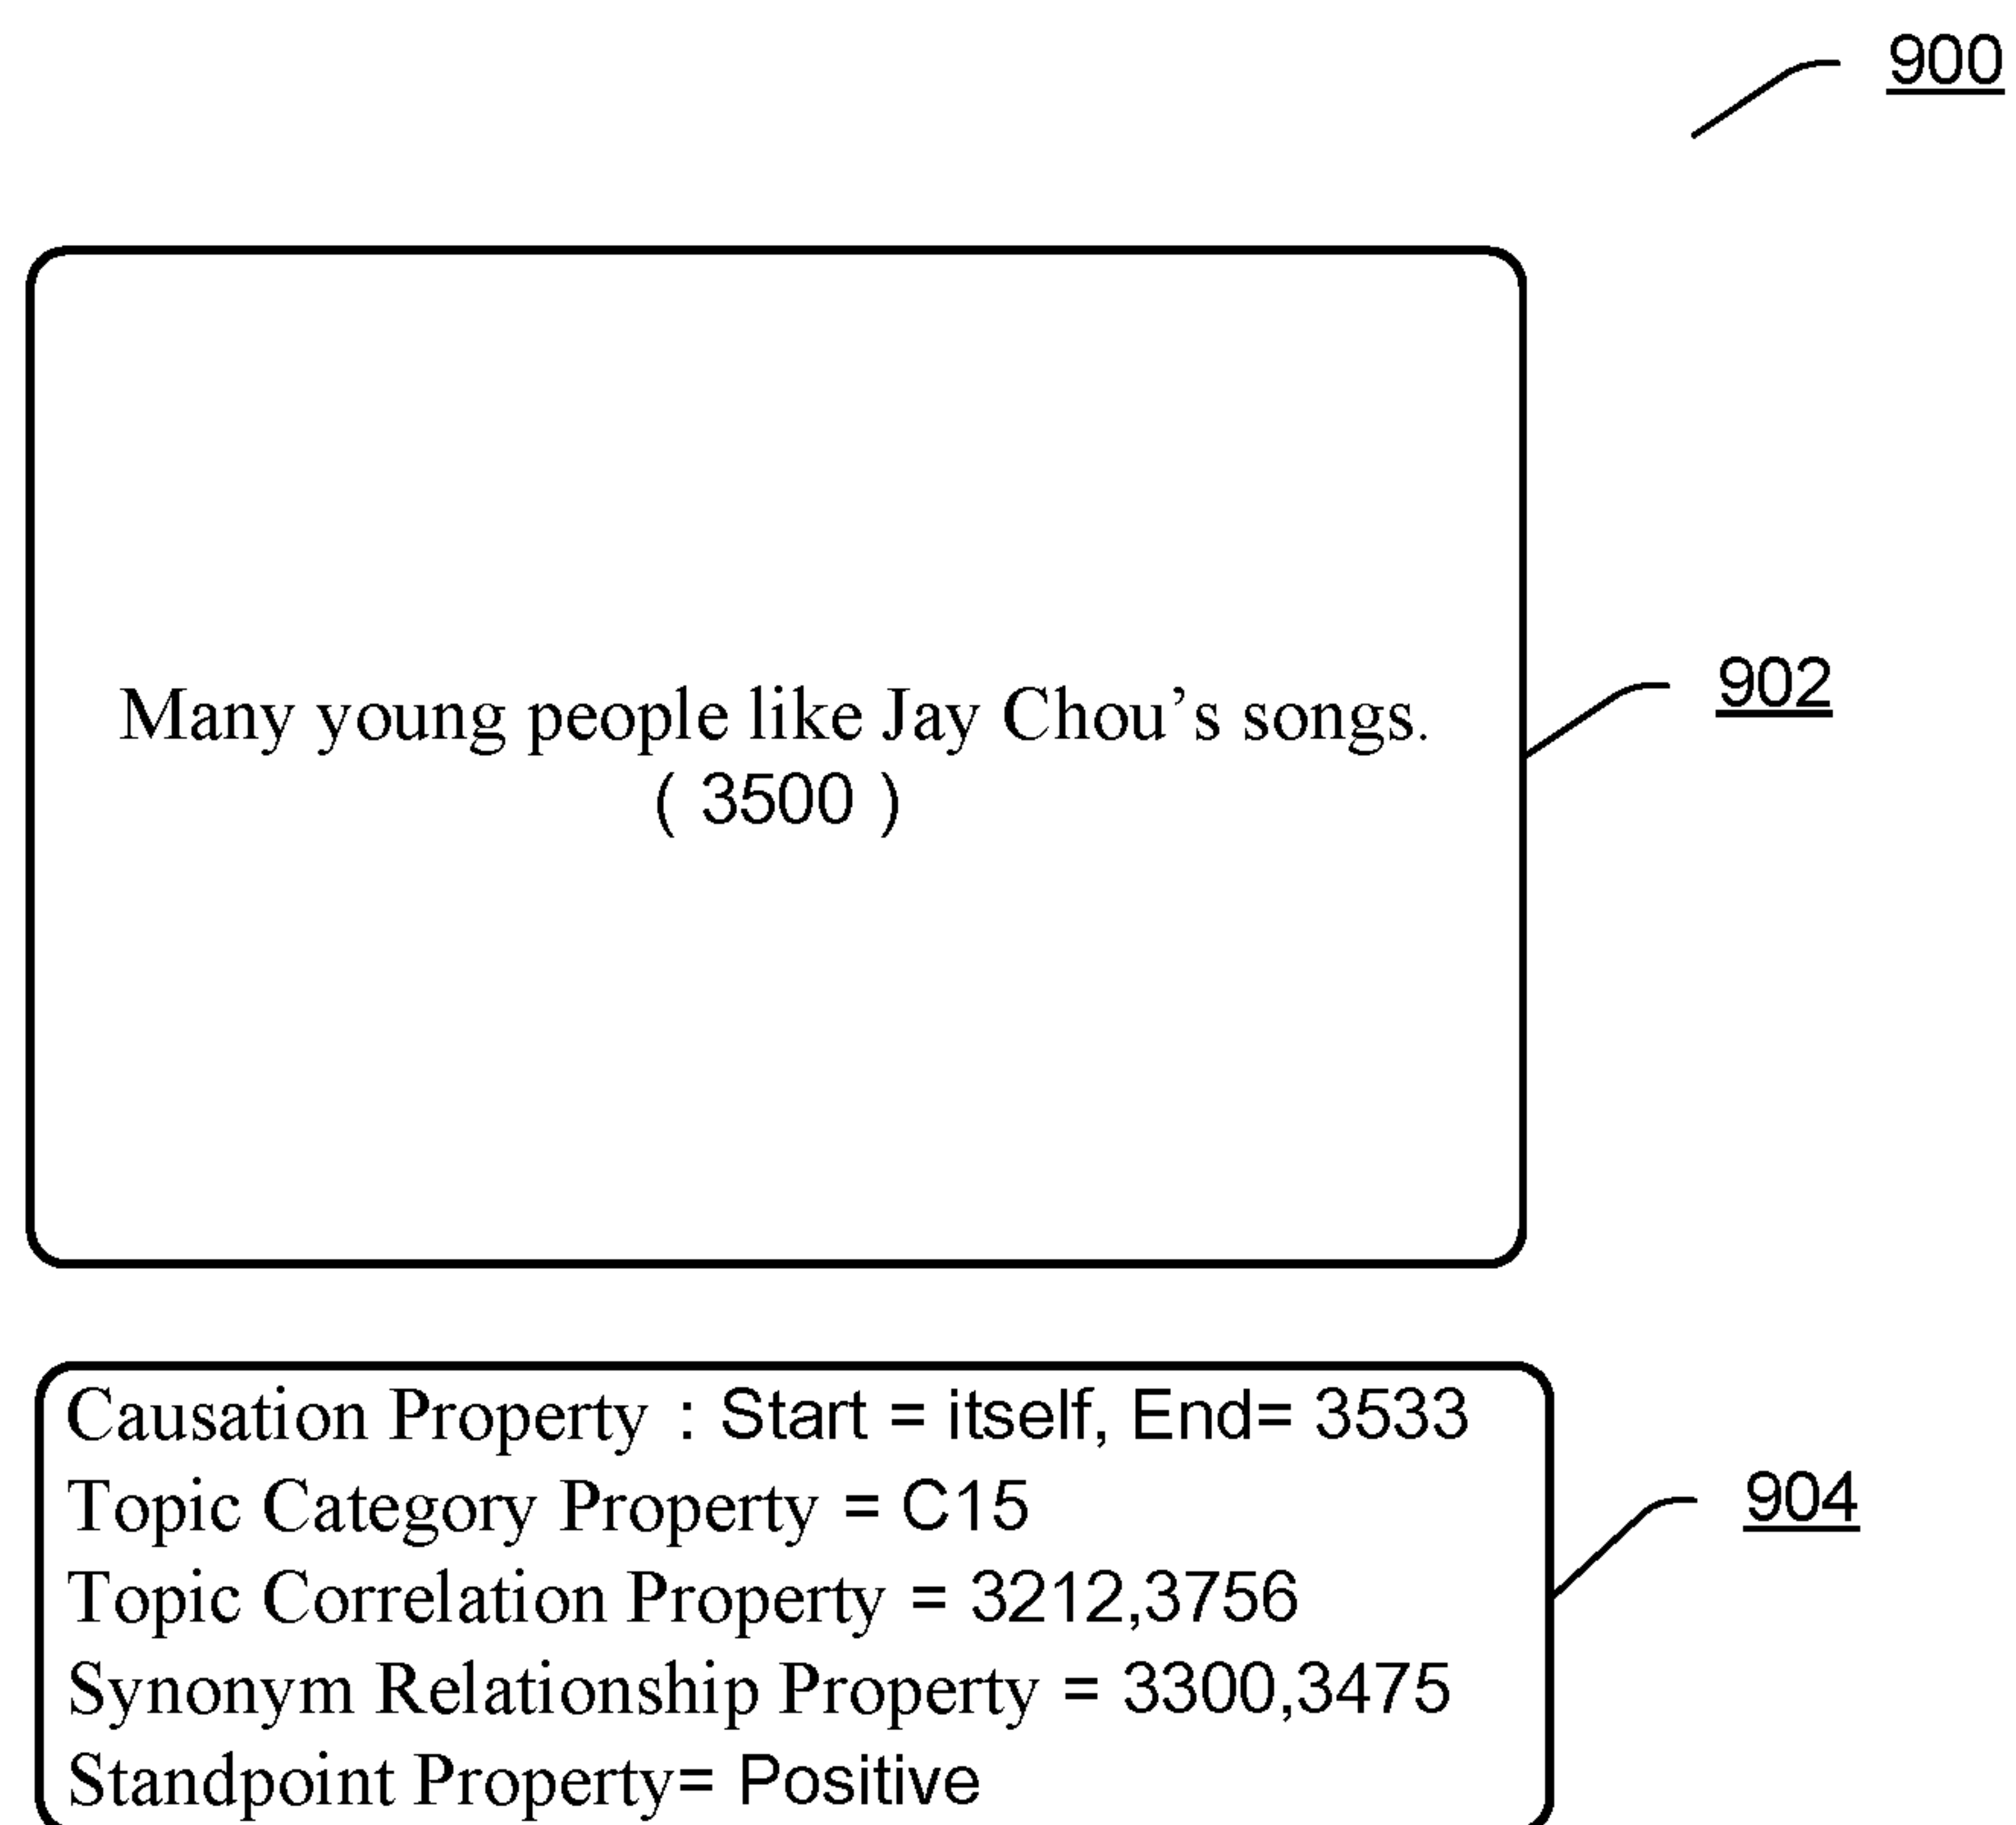 900
Many young people like Jay Chou’s songs.
( 3500 )
902
Causation Property : Start = itself, End= 3533
Topic Category Property = C15
Topic Correlation Property = 3212,3756
Synonym Relationship Property = 3300,3475
Standpoint Property= Positive
904